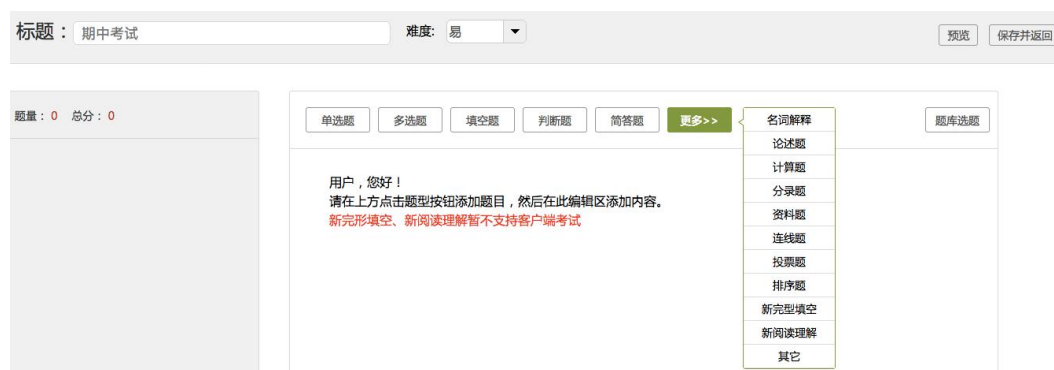 标题： 期中考试 难度: 易 预览 保存并返回
题量：0 总分：0
单选题 多选题 填空题 判断题 简答题 更多>> 题库选题
名词解释
论述题
计算题
分录题
资料题
连线题
投票题
排序题
新完型填空
新阅读理解
其它
用户，您好！
请在上方点击题型按钮添加题目，然后在此编辑区添加内容。
新完形填空、新阅读理解暂不支持客户端考试